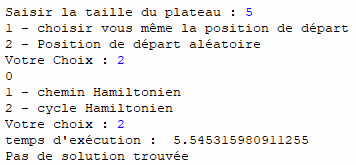 Saisir la taille du plateau : 5
1 - choisir vous même la position de départ
2 - Position de départ aléatoire
Votre Choix : 2
0
1 - chemin Hamiltonien
2 - cycle Hamiltonien
Votre choix : 2
temps d'exécution :  5.545315980911255
Pas de solution trouvée